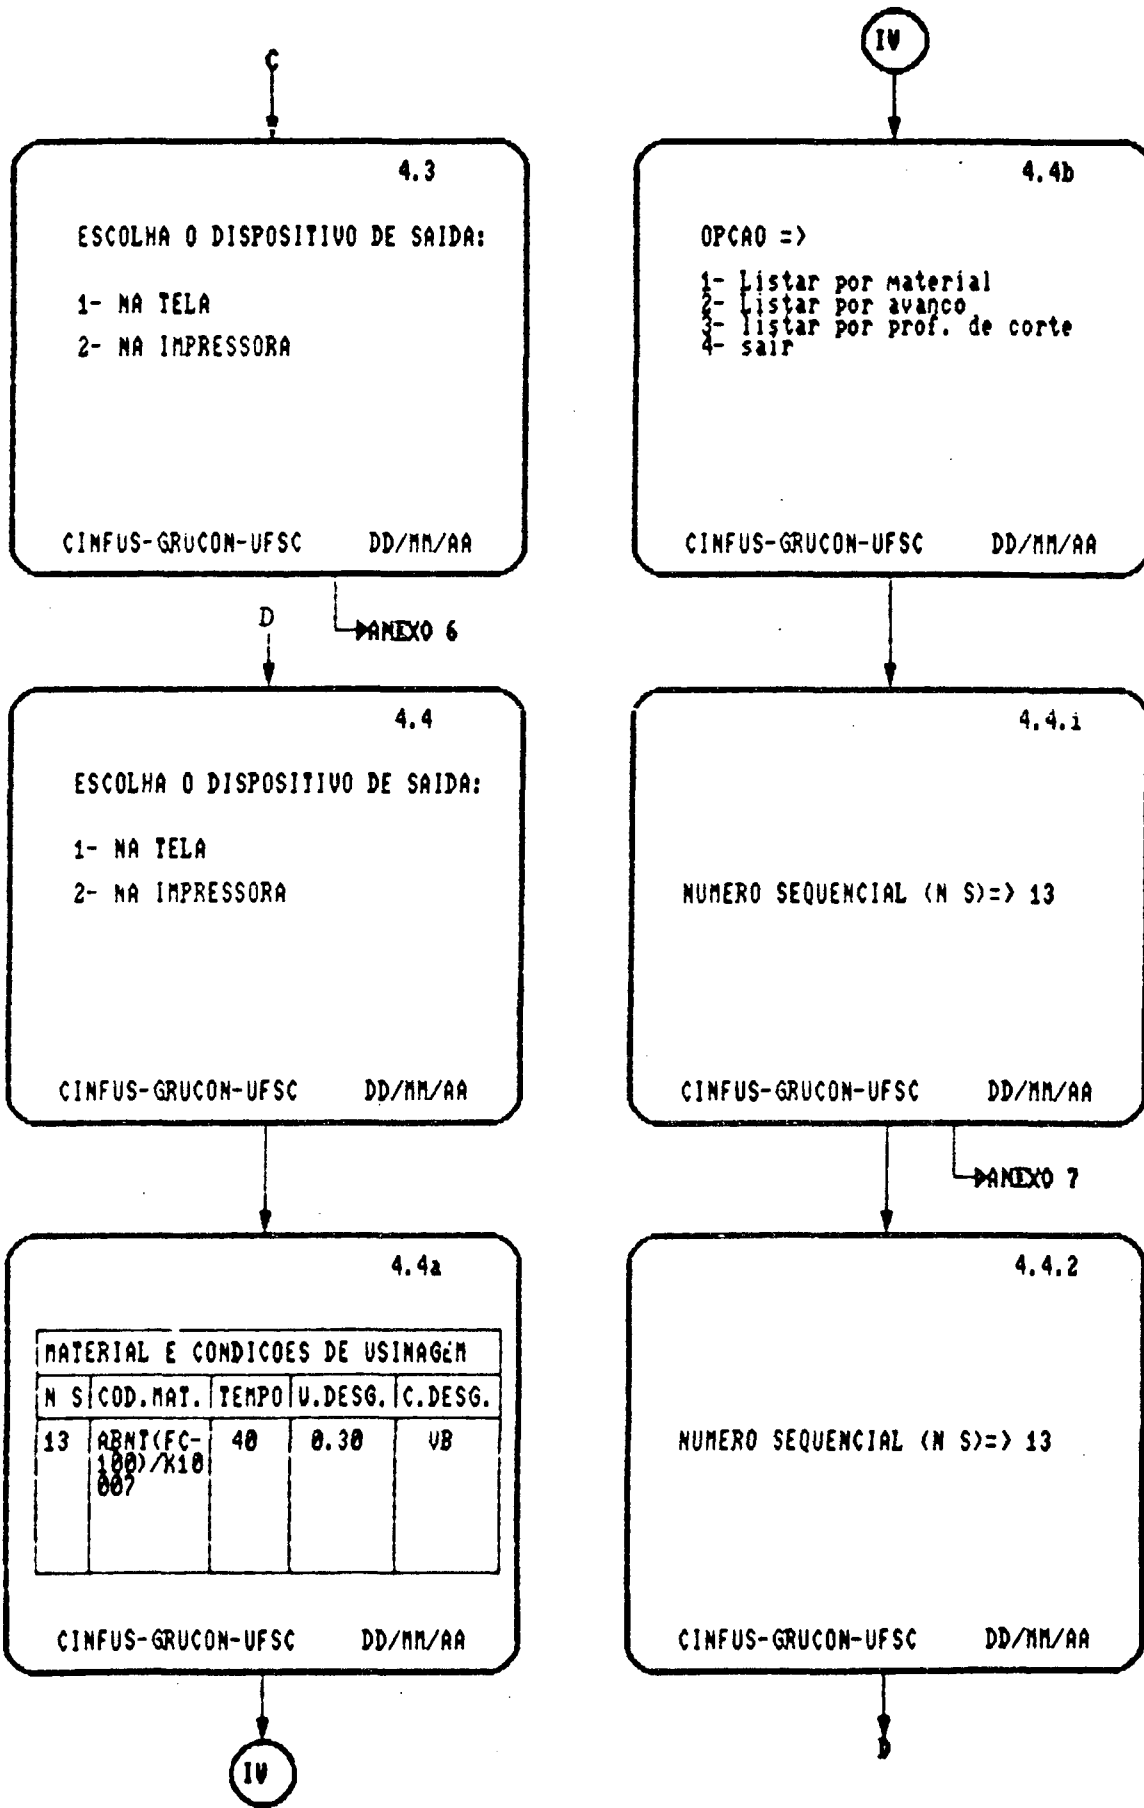 C
4.3
ESCOLHA O DISPOSITIVO DE SAIDA:
1- NA TELA
2- NA IMPRESSORA
CINFUS-GRUCON-UFSC DD/MM/AA
ANEXO 6
D
4.4
ESCOLHA O DISPOSITIVO DE SAIDA:
1- NA TELA
2- NA IMPRESSORA
CINFUS-GRUCON-UFSC DD/MM/AA
4.4a
MATERIAL E CONDICOES DE USINAGEM
N S COD.MAT. TEMPO V.DESG. C.DESG.
13 ABNT(FC- 40 0.30 VB
100)/K10
007
CINFUS-GRUCON-UFSC DD/MM/AA
IV
IV
4.4b
OPCAO =>
1- Listar por material
2- Listar por avanco
3- listar por prof. de corte
4- sair
CINFUS-GRUCON-UFSC DD/MM/AA
4.4.1
NUMERO SEQUENCIAL (N S)=> 13
CINFUS-GRUCON-UFSC DD/MM/AA
ANEXO 7
4.4.2
NUMERO SEQUENCIAL (N S)=> 13
CINFUS-GRUCON-UFSC DD/MM/AA
D